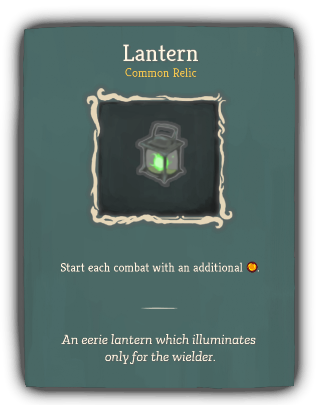 Lantern
Common Relic
Start each combat with an additional .
An eerie lantern which illuminates
only for the wielder.